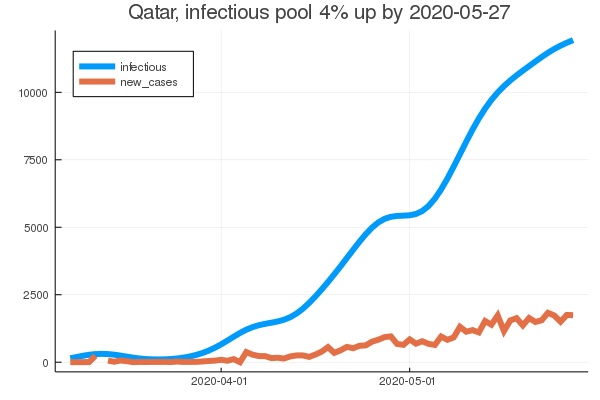 Qatar, infectious pool 4% up by 2020-05-27
infectious
new_cases
10000
7500
5000
2500
0
2020-04-01
2020-05-01